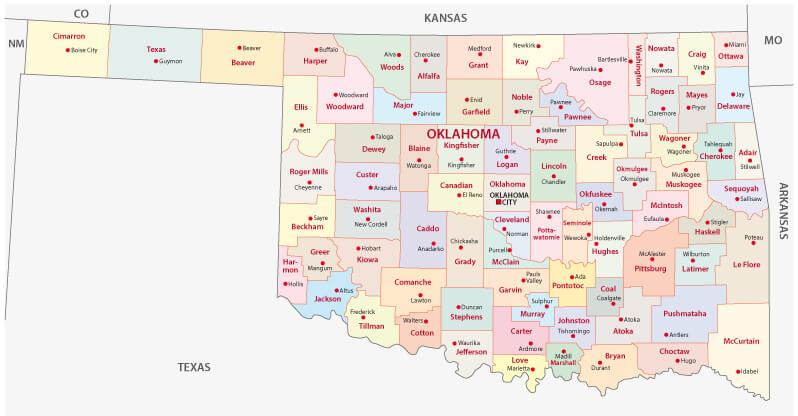 CO
KANSAS
NM
MO
Cimarron
Boise City
Texas
Guymon
Beaver
Beaver
Buffalo
Harper
Alva
Woods
Cherokee
Alfalfa
Medford
Grant
Newkirk
Kay
Bartlesville
Pawhuska
Osage
Washington
Nowata
Nowata
Craig
Vinita
Miami
Ottawa
Ellis
Arnett
Woodward
Woodward
Major
Fairview
Enid
Garfield
Noble
Perry
Pawnee
Pawnee
Rogers
Claremore
Mayes
Pryor
Jay
Delaware
OKLAHOMA
Taloga
Dewey
Blaine
Watonga
Kingfisher
Kingfisher
Guthrie
Logan
Stillwater
Payne
Tulsa
Tulsa
Sapulpa
Creek
Wagoner
Wagoner
Tahlequah
Cherokee
Adair
Stilwell
Roger Mills
Cheyenne
Custer
Arapaho
Canadian
El Reno
Oklahoma
OKLAHOMA
CITY
Lincoln
Chandler
Okmulgee
Okmulgee
Okfuskee
Okemah
Muskogee
Muskogee
McIntosh
Eufaula
Sequoyah
Sallisaw
ARKANSAS
Sayre
Beckham
Washita
New Cordell
Caddo
Anadarko
Cleveland
Norman
Shawnee
Potta-
watomie
Seminole
Wewoka
Holdenville
Hughes
Stigler
Haskell
Poteau
Le Flore
Har-
mon
Hollis
Greer
Mangum
Hobart
Kiowa
Chickasha
Grady
Purcell
McClain
McAlester
Pittsburg
Wilburton
Latimer
Altus
Jackson
Comanche
Lawton
Pauls
Valley
Garvin
Ada
Pontotoc
Coal
Coalgate
Frederick
Tillman
Walters
Cotton
Duncan
Stephens
Sulphur
Murray
Johnston
Tishomingo
Atoka
Atoka
Pushmataha
Antlers
McCurtain
Idabel
Waurika
Jefferson
Carter
Ardmore
Love
Marietta
Madill
Marshall
Bryan
Durant
Choctaw
Hugo
TEXAS